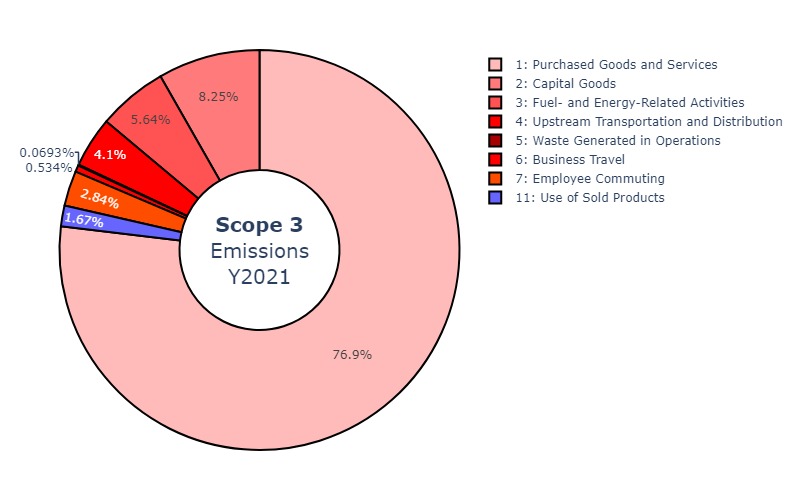 8.25%
5.64%
4.1%
0.0693%
0.534%
2.84%
1.67%
76.9%
Scope 3
Emissions
Y2021
1: Purchased Goods and Services
2: Capital Goods
3: Fuel- and Energy-Related Activities
4: Upstream Transportation and Distribution
5: Waste Generated in Operations
6: Business Travel
7: Employee Commuting
11: Use of Sold Products